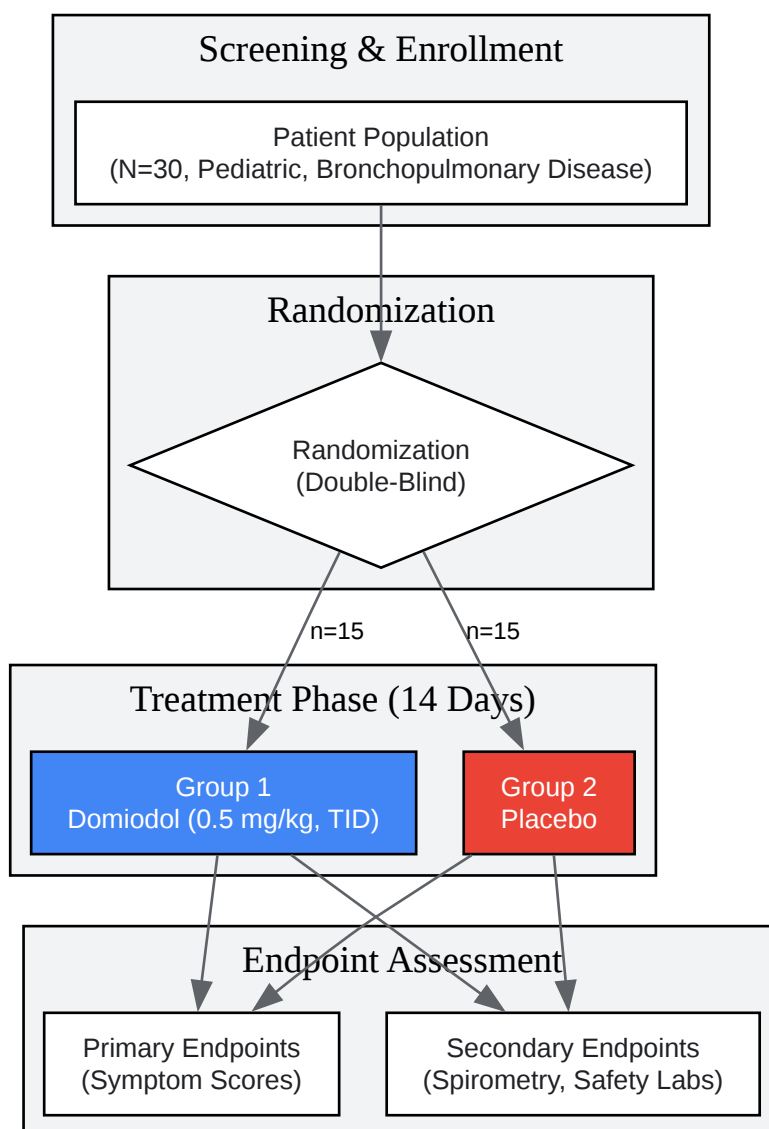 Screening & Enrollment
Patient Population
(N=30, Pediatric, Bronchopulmonary Disease)
Randomization
Randomization
(Double-Blind)
n=15
n=15
Treatment Phase (14 Days)
Group 1
Domiodol (0.5 mg/kg, TID)
Group 2
Placebo
Endpoint Assessment
Primary Endpoints
(Symptom Scores)
Secondary Endpoints
(Spirometry, Safety Labs)